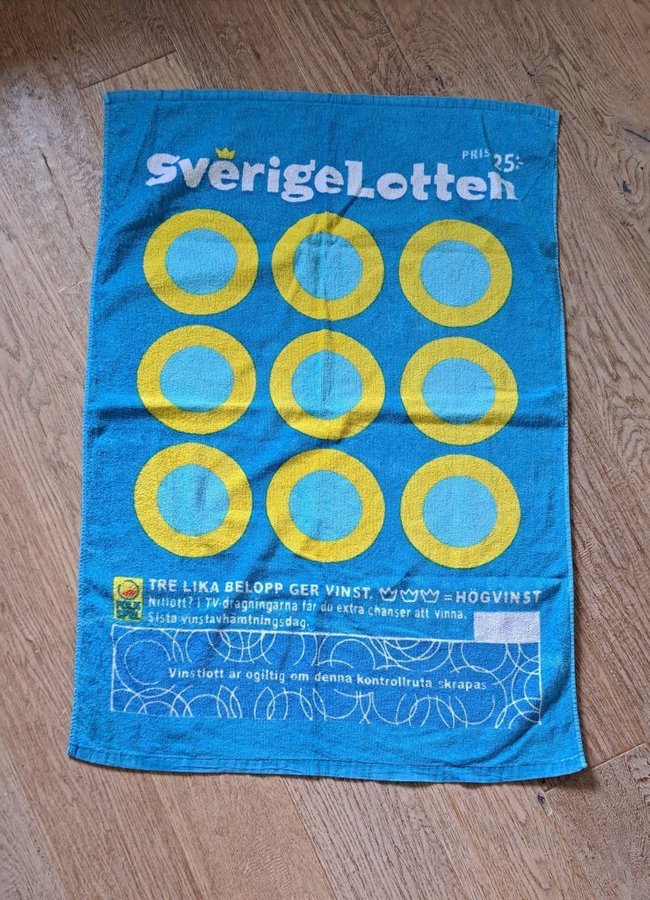 PRIS 25:-
SverigeLotten
TRE LIKA BELOPP GER VINST. = HÖGVINST
Nitlott? I TV-dragningarna får du extra chanser att vinna.
Sista vinstavhämtningsdag.
Vinstlott är ogiltig om denna kontrollruta skrapas